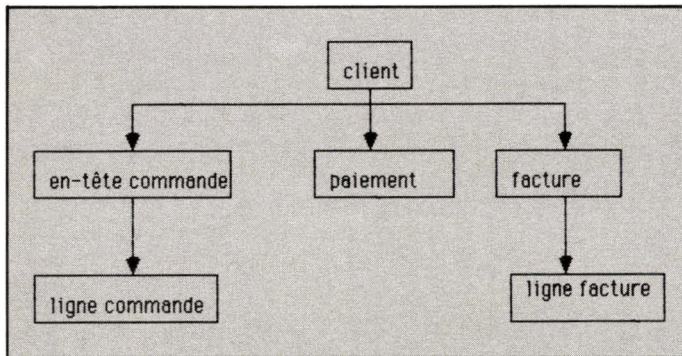 client
en-tête commande
paiement
facture
ligne commande
ligne facture